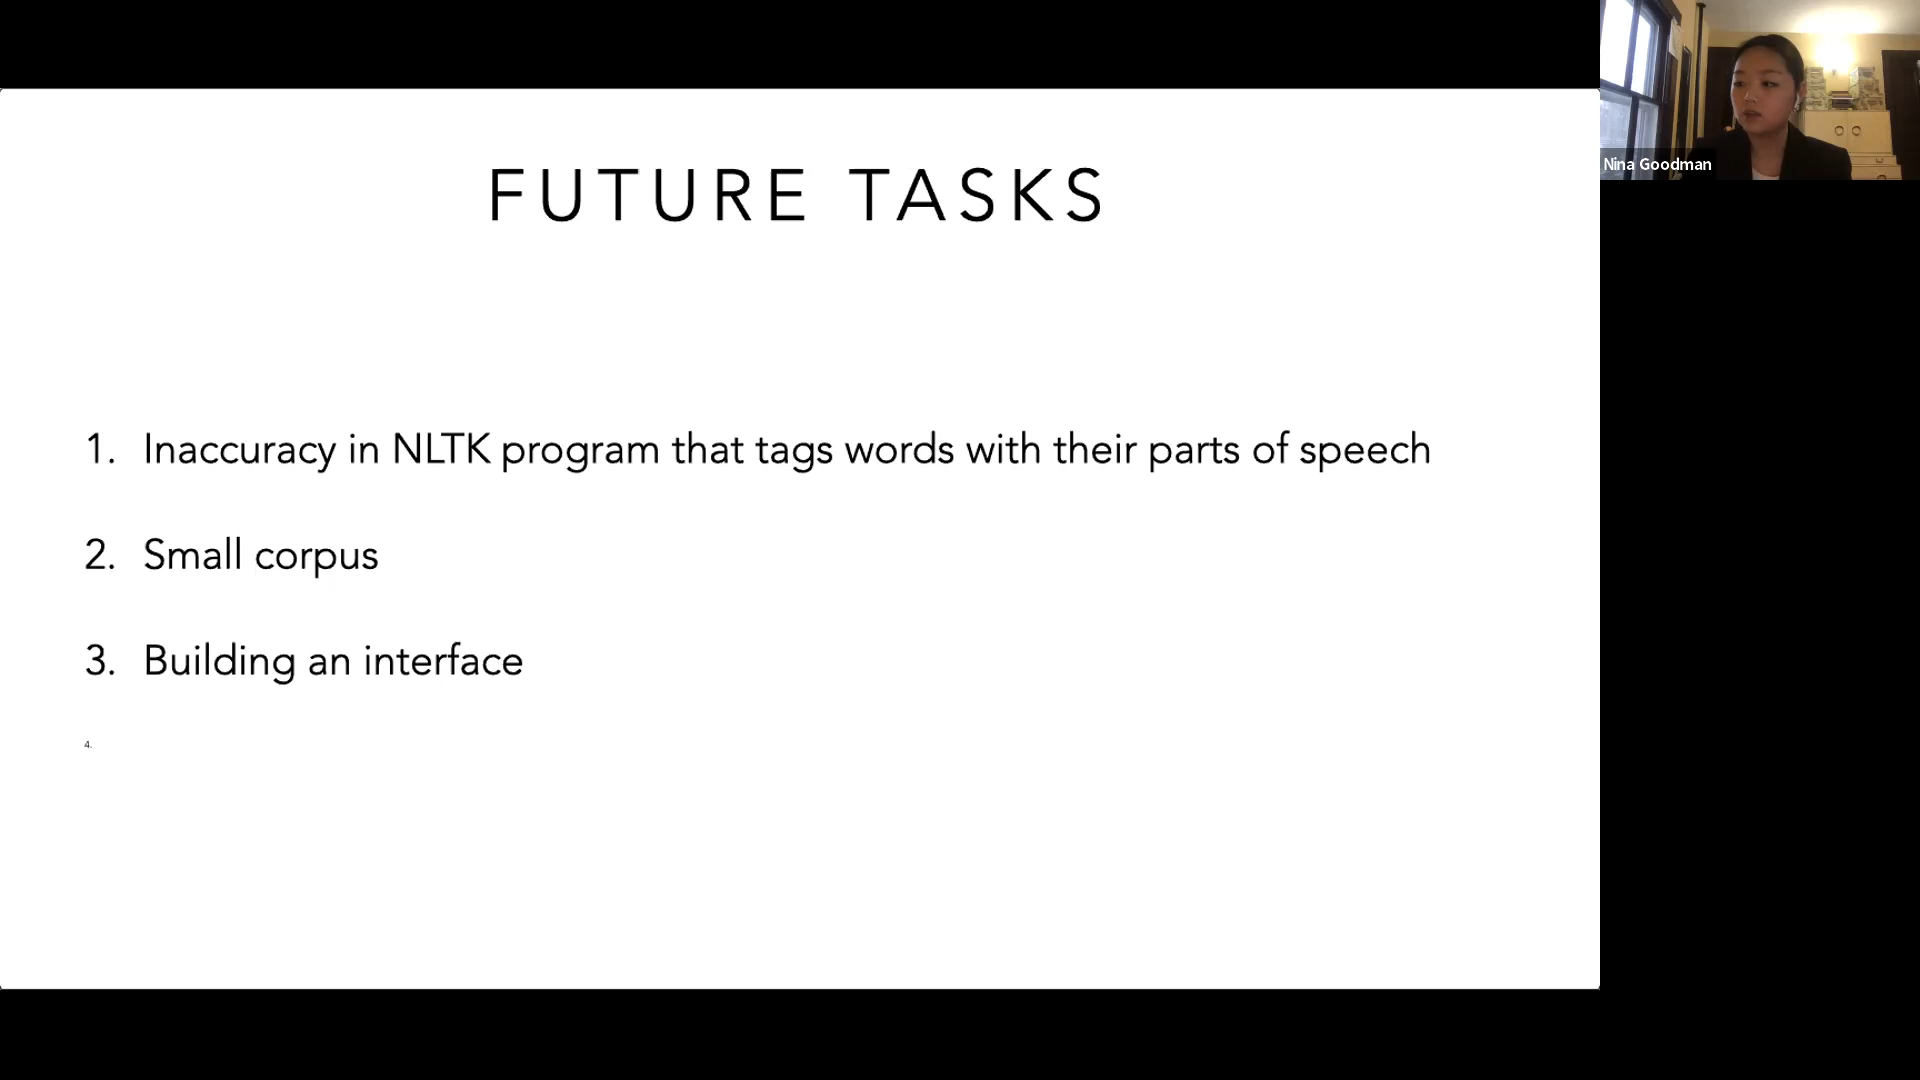 FUTURE TASKS
1. Inaccuracy in NLTK program that tags words with their parts of speech
2. Small corpus
3. Building an interface
4.
Nina Goodman